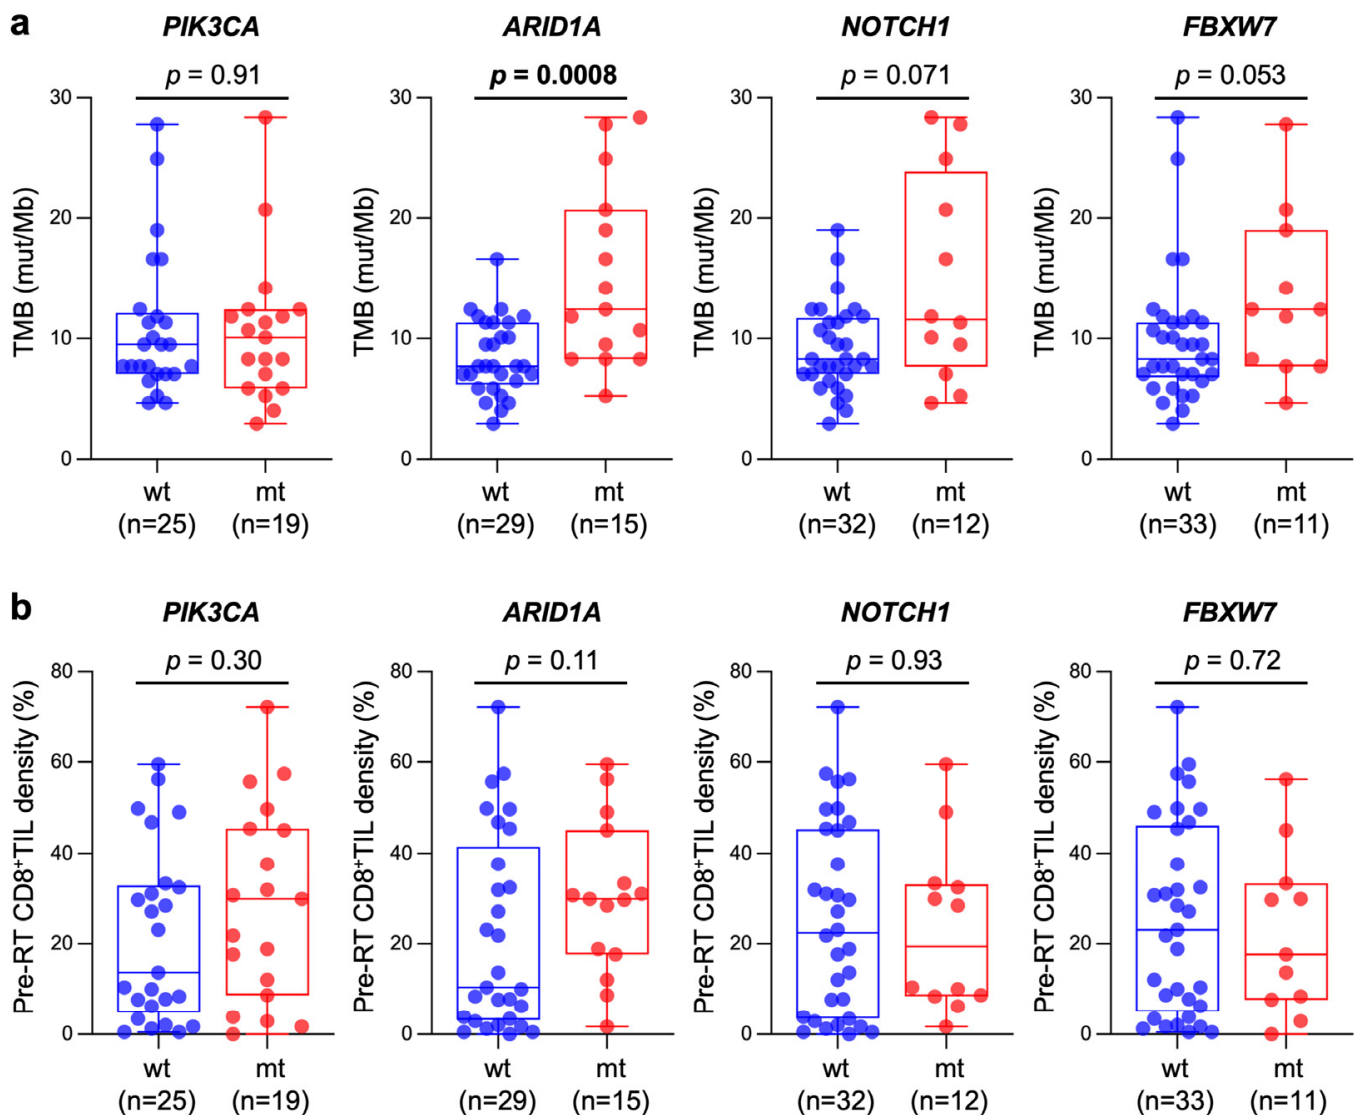 a
PIK3CA ARID1A NOTCH1 FBXW7
p = 0.91 p = 0.0008 p = 0.071 p = 0.053
TMB (mut/Mb) TMB (mut/Mb) TMB (mut/Mb) TMB (mut/Mb)
30 30 30 30
20 20 20 20
10 10 10 10
0 0 0 0
wt mt wt mt wt mt wt mt
(n=25) (n=19) (n=29) (n=15) (n=32) (n=12) (n=33) (n=11)
b
PIK3CA ARID1A NOTCH1 FBXW7
p = 0.30 p = 0.11 p = 0.93 p = 0.72
Pre-RT CD8⁺TIL density (%) Pre-RT CD8⁺TIL density (%) Pre-RT CD8⁺TIL density (%) Pre-RT CD8⁺TIL density (%)
80 80 80 80
60 60 60 60
40 40 40 40
20 20 20 20
0 0 0 0
wt mt wt mt wt mt wt mt
(n=25) (n=19) (n=29) (n=15) (n=32) (n=12) (n=33) (n=11)